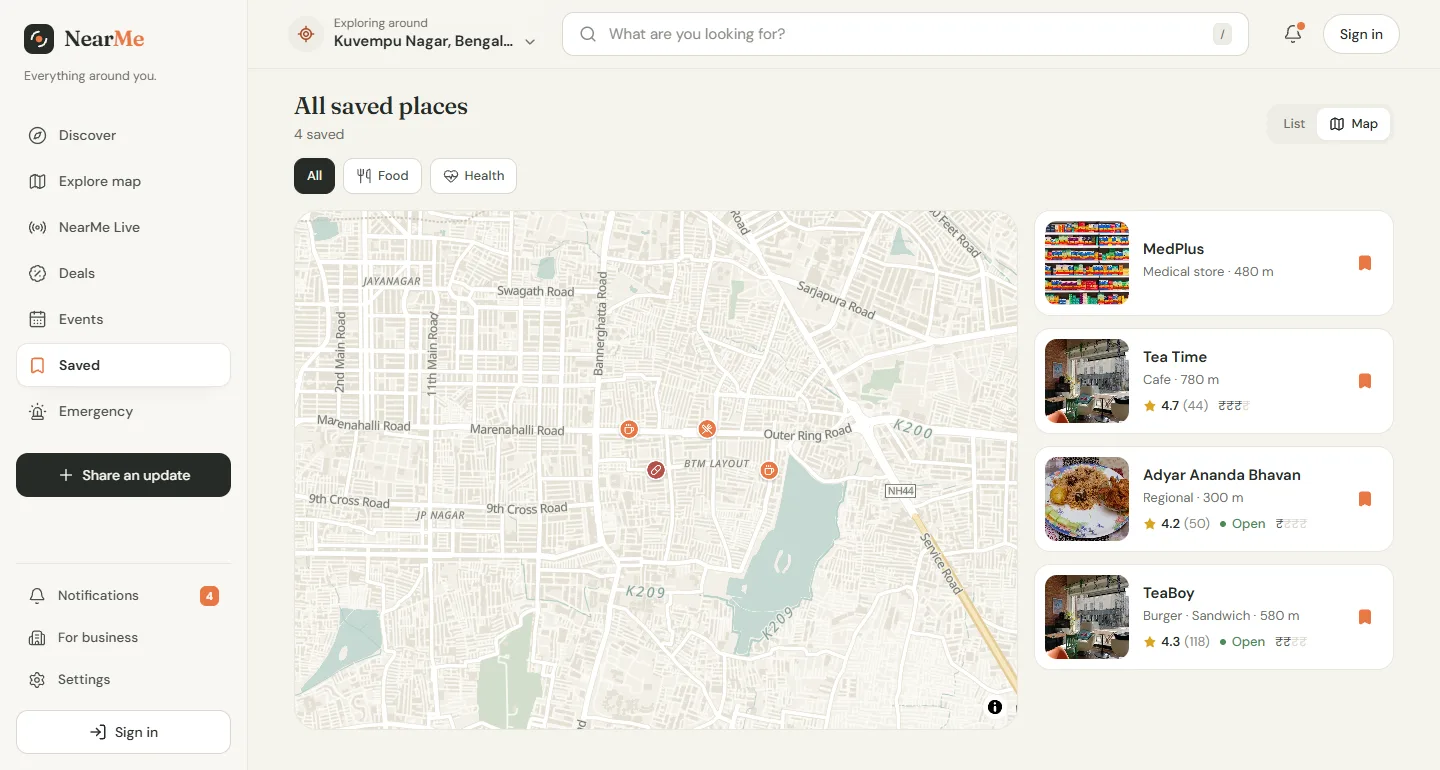 NearMe
Everything around you.
Discover
Explore map
NearMe Live
Deals
Events
Saved
Emergency
Share an update
Notifications 4
For business
Settings
Sign in
Exploring around
Kuvempu Nagar, Bengal...
What are you looking for? /
Sign in
All saved places
4 saved
List Map
All Food Health
Road
Feet Road
JAYANAGAR
Swagath Road
Bannerghatta Road
Sarjapura Road
2nd Main Road
11th Main Road
Marenahalli Road
Marenahalli Road
Outer Ring Road
K200
BTM LAYOUT
NH44
9th Cross Road
JP NAGAR
9th Cross Road
Service Road
K209
K209
MedPlus
Medical store · 480 m
Tea Time
Cafe · 780 m
4.7 (44) ₹₹₹₹
Adyar Ananda Bhavan
Regional · 300 m
4.2 (50) Open ₹₹₹₹
TeaBoy
Burger · Sandwich · 580 m
4.3 (118) Open ₹₹₹₹